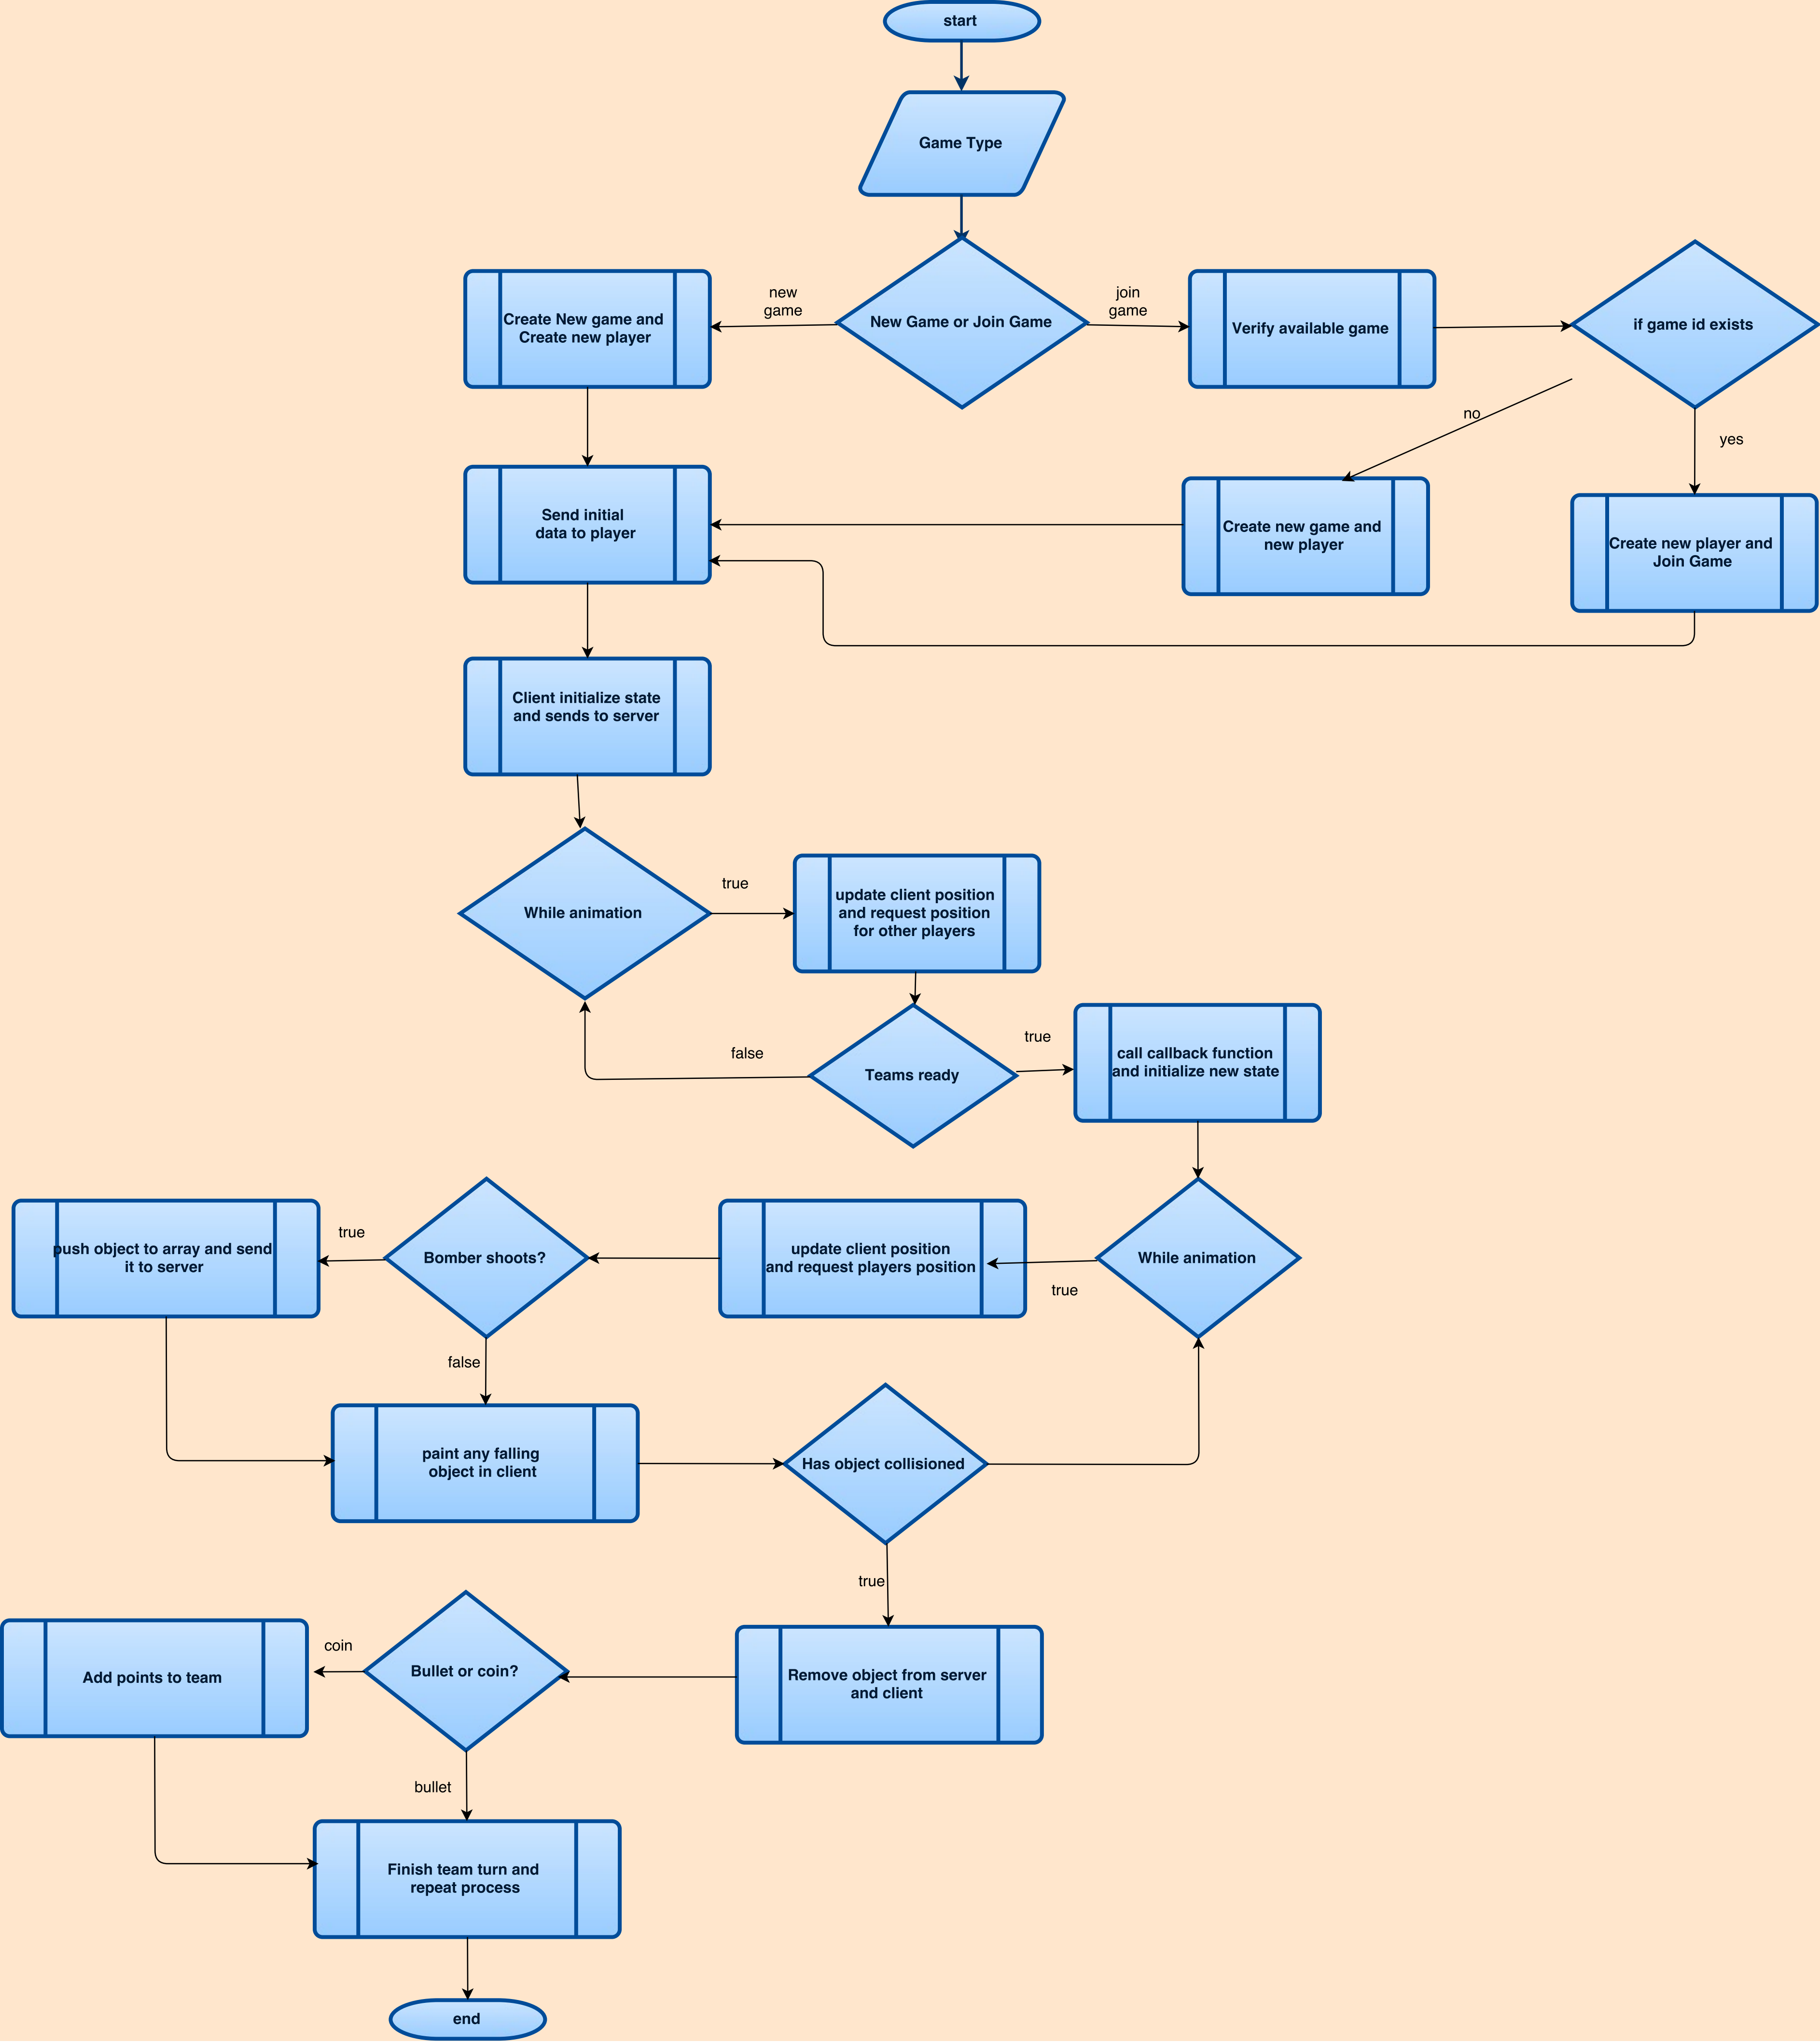 start
Game Type
new
game
New Game or Join Game
join
game
Create New game and
Create new player
Verify available game
if game id exists
no
yes
Send initial
data to player
Create new game and
new player
Create new player and
Join Game
Client initialize state
and sends to server
While animation
true
update client position
and request position
for other players
false
Teams ready
true
call callback function
and initialize new state
push object to array and send
it to server
true
Bomber shoots?
update client position
and request players position
true
While animation
false
paint any falling
object in client
Has object collisioned
true
Add points to team
coin
Bullet or coin?
Remove object from server
and client
bullet
Finish team turn and
repeat process
end